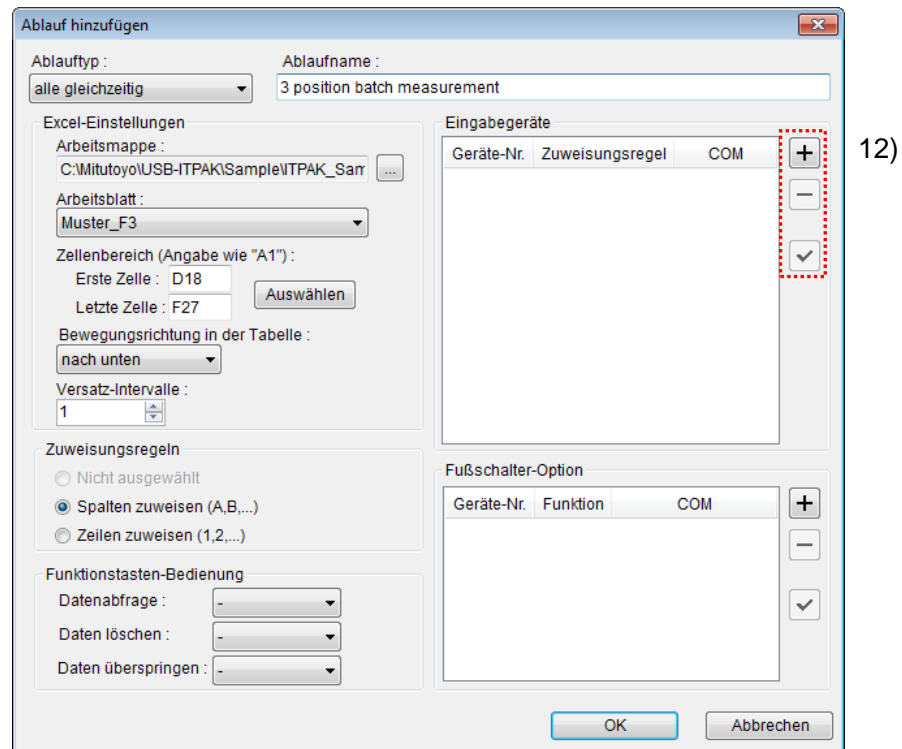 Ablauf hinzufügen
Ablauftyp :
Ablaufname :
alle gleichzeitig
3 position batch measurement
Excel-Einstellungen
Arbeitsmappe :
C:\Mitutoyo\USB-ITPAK\Sample\ITPAK_Sam
...
Arbeitsblatt :
Muster_F3
Zellenbereich (Angabe wie "A1") :
Erste Zelle : D18
Letzte Zelle : F27
Auswählen
Bewegungsrichtung in der Tabelle :
nach unten
Versatz-Intervalle :
1
Zuweisungsregeln
Nicht ausgewählt
Spalten zuweisen (A,B,...)
Zeilen zuweisen (1,2,...)
Funktionstasten-Bedienung
Datenabfrage : -
Daten löschen : -
Daten überspringen : -
Eingabegeräte
Geräte-Nr. Zuweisungsregel COM
12)
Fußschalter-Option
Geräte-Nr. Funktion COM
OK Abbrechen